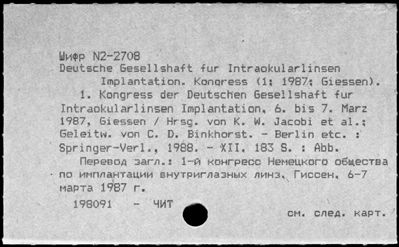 Шифр N2-2708
Deutsche Gesellshaft fur Intraokularlinsen
Implantation. Kongress (1; 1987; Giessen).
1. Kongress der Deutschen Gesellshaft fur
Intraokularlinsen Implantation, 6. bis 7. Marz
1987, Giessen / Hrsg. von K. W. Jacobi et al.;
Geleitw. von C. D. Binkhorst. - Berlin etc. :
Springer-Verl., 1988. - XII, 183 S. : Abb.
Перевод загл.: 1-й конгресс Немецкого общества
по имплантации внутриглазных линз. Гиссен, 6-7
марта 1987 г.
198091 - ЧИТ
см. след. карт.